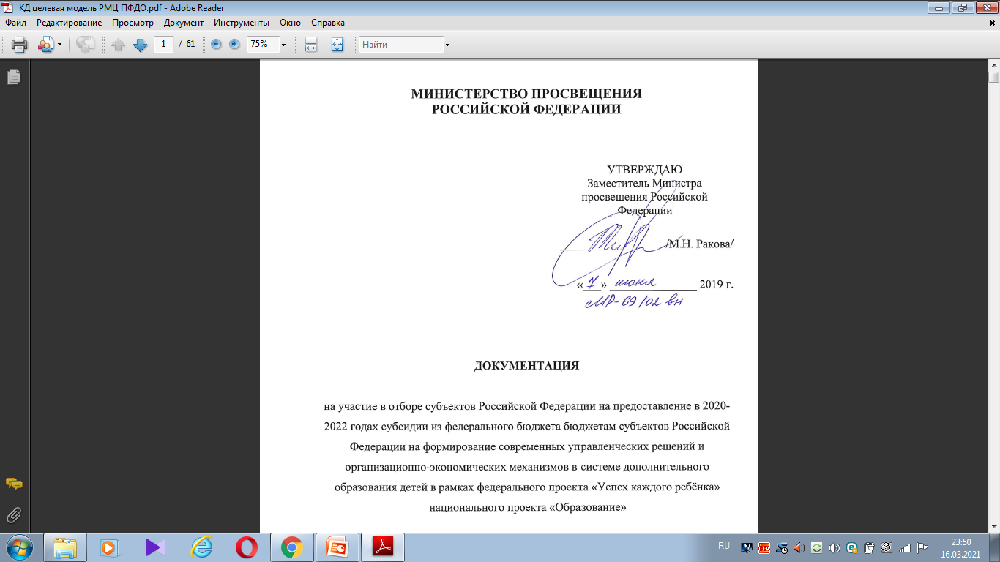 КД целевая модель РМЦ ПФДО.pdf - Adobe Reader
Файл Редактирование Просмотр Документ Инструменты Окно Справка
1 / 61 75% Найти
МИНИСТЕРСТВО ПРОСВЕЩЕНИЯ
РОССИЙСКОЙ ФЕДЕРАЦИИ
УТВЕРЖДАЮ
Заместитель Министра
просвещения Российской
Федерации
/М.Н. Ракова/
«7» июня 2019 г.
МР-69/02 вн
ДОКУМЕНТАЦИЯ
на участие в отборе субъектов Российской Федерации на предоставление в 2020-
2022 годах субсидии из федерального бюджета бюджетам субъектов Российской
Федерации на формирование современных управленческих решений и
организационно-экономических механизмов в системе дополнительного
образования детей в рамках федерального проекта «Успех каждого ребёнка»
национального проекта «Образование»
RU
23:50
16.03.2021